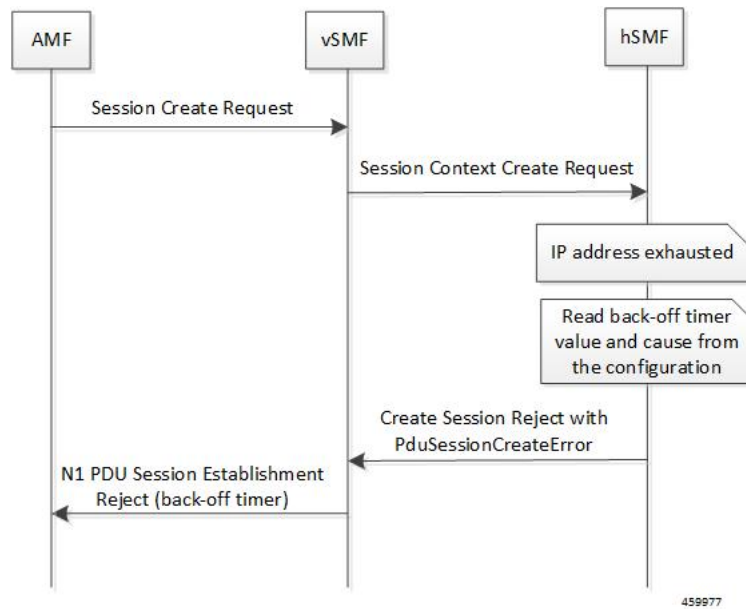 AMF
vSMF
hSMF
Session Create Request
Session Context Create Request
IP address exhausted
Read back-off timer
value and cause from
the configuration
Create Session Reject with
PduSessionCreateError
N1 PDU Session Establishment
Reject (back-off timer)
459977